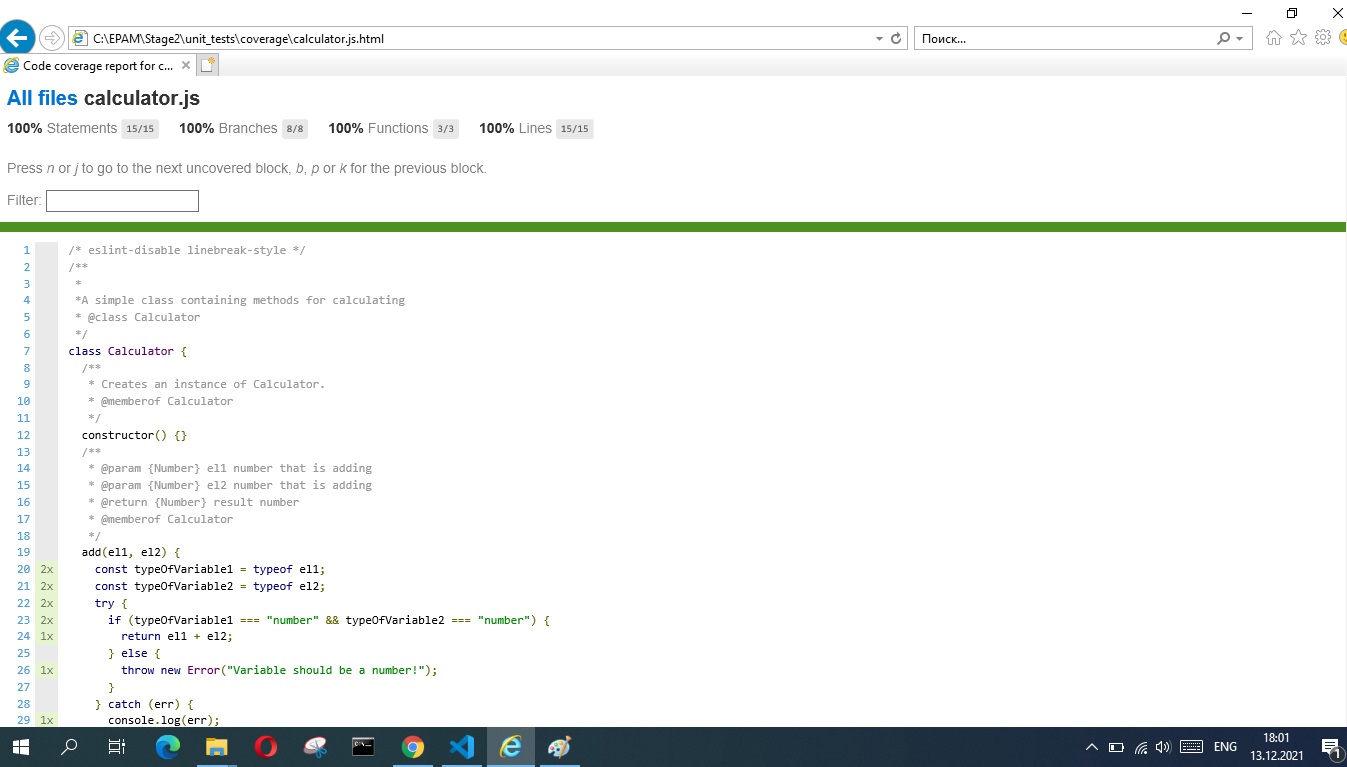 C:\EPAM\Stage2\unit_tests\coverage\calculator.js.html
Поиск...
Code coverage report for c...
All files calculator.js
100% Statements 15/15 100% Branches 8/8 100% Functions 3/3 100% Lines 15/15
Press n or j to go to the next uncovered block, b, p or k for the previous block.
Filter:
1 /* eslint-disable linebreak-style */
2 /**
3  *
4  *A simple class containing methods for calculating
5  * @class Calculator
6  */
7 class Calculator {
8   /**
9    * Creates an instance of Calculator.
10    * @memberof Calculator
11    */
12   constructor() {}
13   /**
14    * @param {Number} el1 number that is adding
15    * @param {Number} el2 number that is adding
16    * @return {Number} result number
17    * @memberof Calculator
18    */
19   add(el1, el2) {
20 2x     const typeOfVariable1 = typeof el1;
21 2x     const typeOfVariable2 = typeof el2;
22 2x     try {
23 2x       if (typeOfVariable1 === "number" && typeOfVariable2 === "number") {
24 1x         return el1 + el2;
25       } else {
26 1x         throw new Error("Variable should be a number!");
27       }
28     } catch (err) {
29 1x       console.log(err);
ENG
18:01
13.12.2021
1